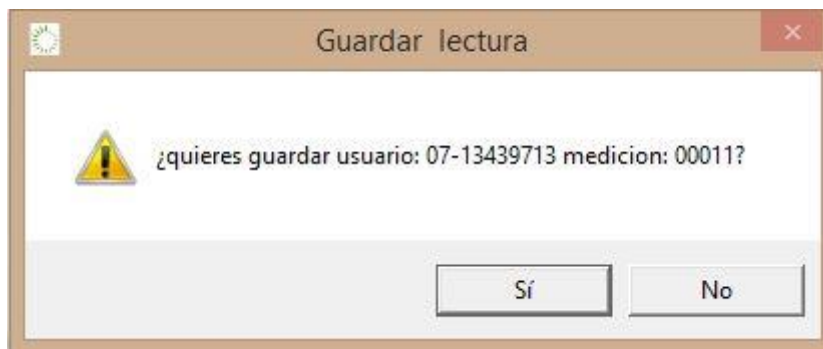 Guardar lectura
¿quieres guardar usuario: 07-13439713 medicion: 00011?
Sí
No